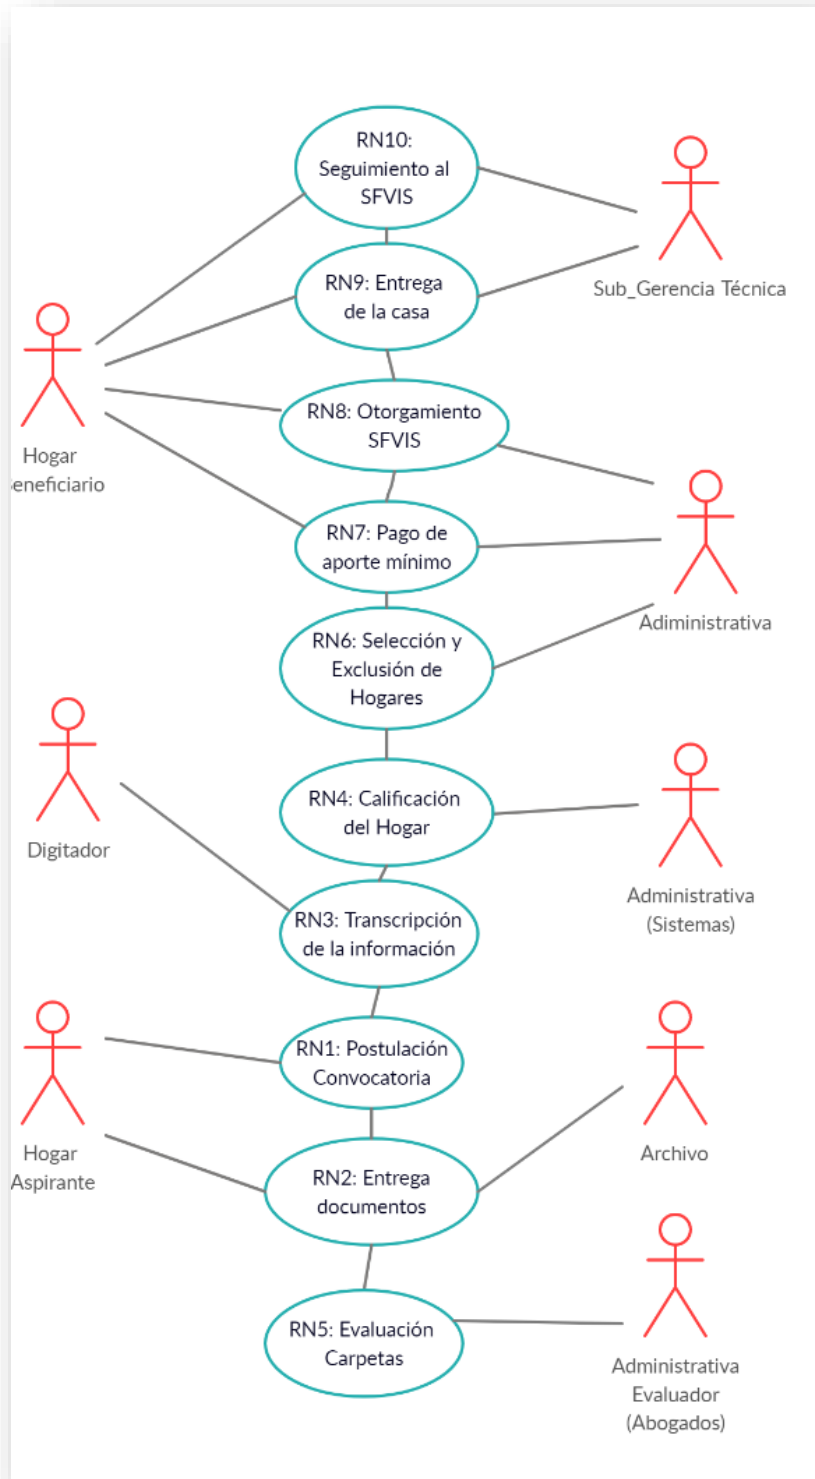 RN10:
Seguimiento al
SFVIS
Sub_Gerencia Técnica
RN9: Entrega
de la casa
Hogar
eneficiario
RN8: Otorgamiento
SFVIS
RN7: Pago de
aporte mínimo
Adiministrativa
RN6: Selección y
Exclusión de
Hogares
Digitador
RN4: Calificación
del Hogar
Administrativa
(Sistemas)
RN3: Transcripción
de la información
RN1: Postulación
Convocatoria
Hogar
Aspirante
Archivo
RN2: Entrega
documentos
RN5: Evaluación
Carpetas
Administrativa
Evaluador
(Abogados)